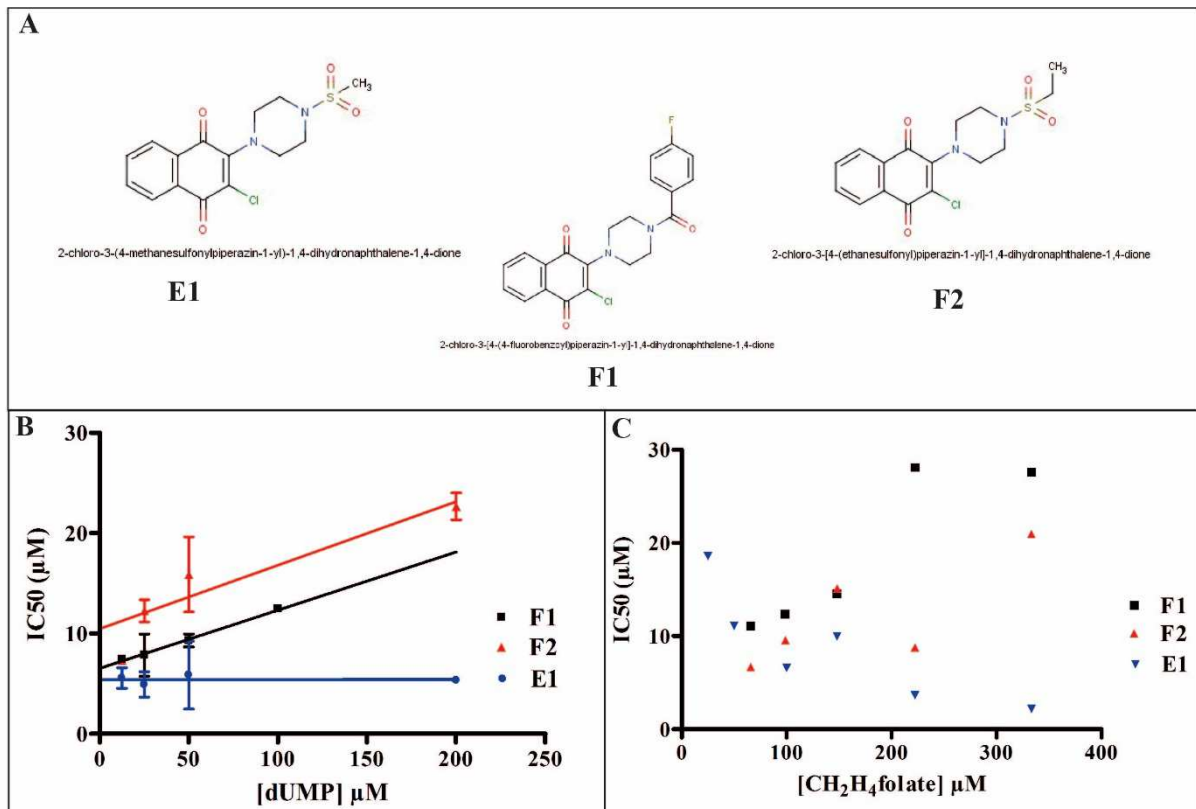 A
O
O
S
CH₃
O
N
O
N
Cl
O
2-chloro-3-(4-methanesulfonylpiperazin-1-yl)-1,4-dihydronaphthalene-1,4-dione
E1
F
N
O
O
N
Cl
O
2-chloro-3-[4-(4-fluorobenzoyl)piperazin-1-yl]-1,4-dihydronaphthalene-1,4-dione
F1
CH₃
O
S
O
N
O
N
Cl
O
2-chloro-3-[4-(ethanesulfonyl)piperazin-1-yl]-1,4-dihydronaphthalene-1,4-dione
F2
B
IC50 (µM)
30
20
10
0
0 50 100 150 200 250
[dUMP] µM
F1
F2
E1
C
IC50 (µM)
30
20
10
0
0 100 200 300 400
[CH₂H₄folate] µM
F1
F2
E1